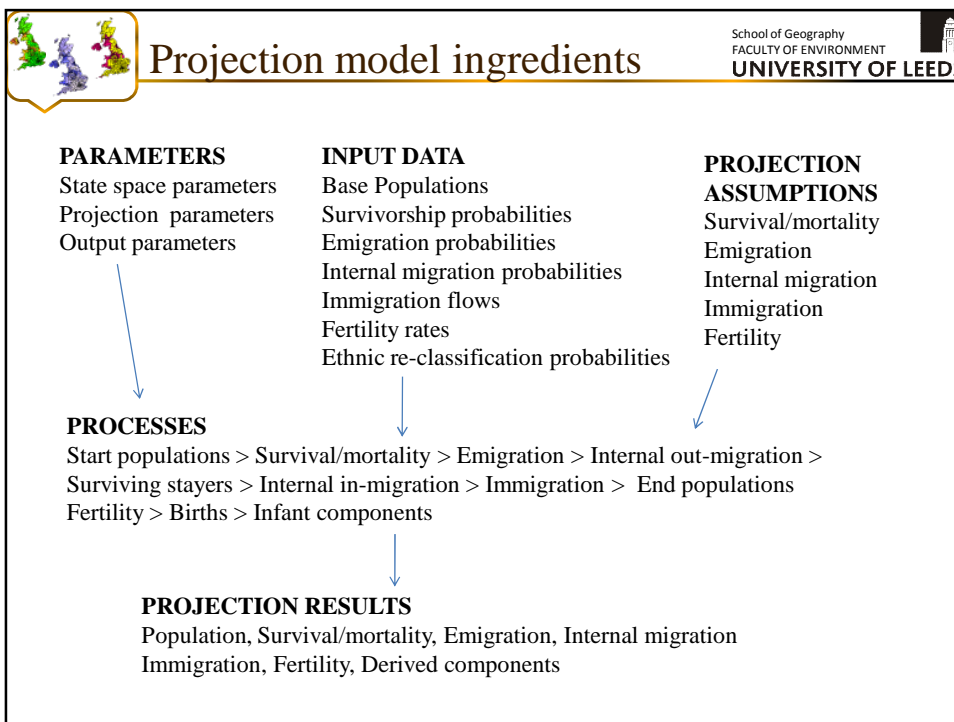 Projection model ingredients
School of Geography
FACULTY OF ENVIRONMENT
UNIVERSITY OF LEEDS
PARAMETERS
State space parameters
Projection parameters
Output parameters
INPUT DATA
Base Populations
Survivorship probabilities
Emigration probabilities
Internal migration probabilities
Immigration flows
Fertility rates
Ethnic re-classification probabilities
PROJECTION
ASSUMPTIONS
Survival/mortality
Emigration
Internal migration
Immigration
Fertility
PROCESSES
Start populations > Survival/mortality > Emigration > Internal out-migration >
Surviving stayers > Internal in-migration > Immigration > End populations
Fertility > Births > Infant components
PROJECTION RESULTS
Population, Survival/mortality, Emigration, Internal migration
Immigration, Fertility, Derived components